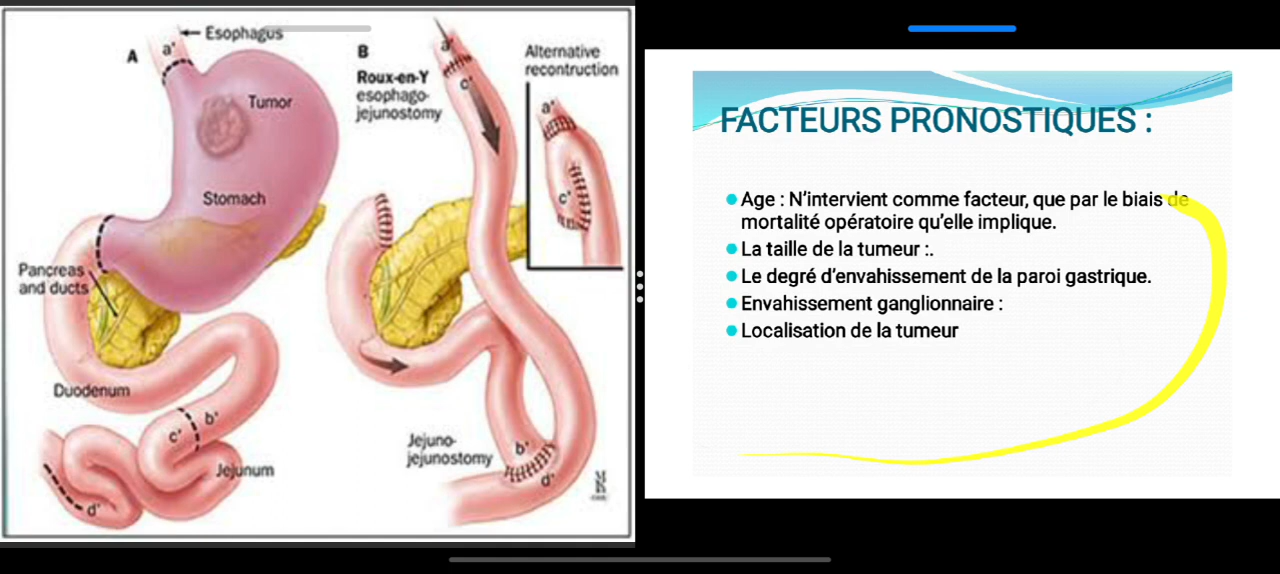 Esophagus
A
a'
Tumor
Stomach
Pancreas
and ducts
Duodenum
b'
c'
Jejunum
d'
B
Roux-en-Y
esophago-
jejunostomy
a'
c'
Alternative
recontruction
a'
c'
Jejuno-
jejunostomy
b'
d'
FACTEURS PRONOSTIQUES :
Age : N'intervient comme facteur, que par le biais de
mortalité opératoire qu'elle implique.
La taille de la tumeur :.
Le degré d'envahissement de la paroi gastrique.
Envahissement ganglionnaire :
Localisation de la tumeur